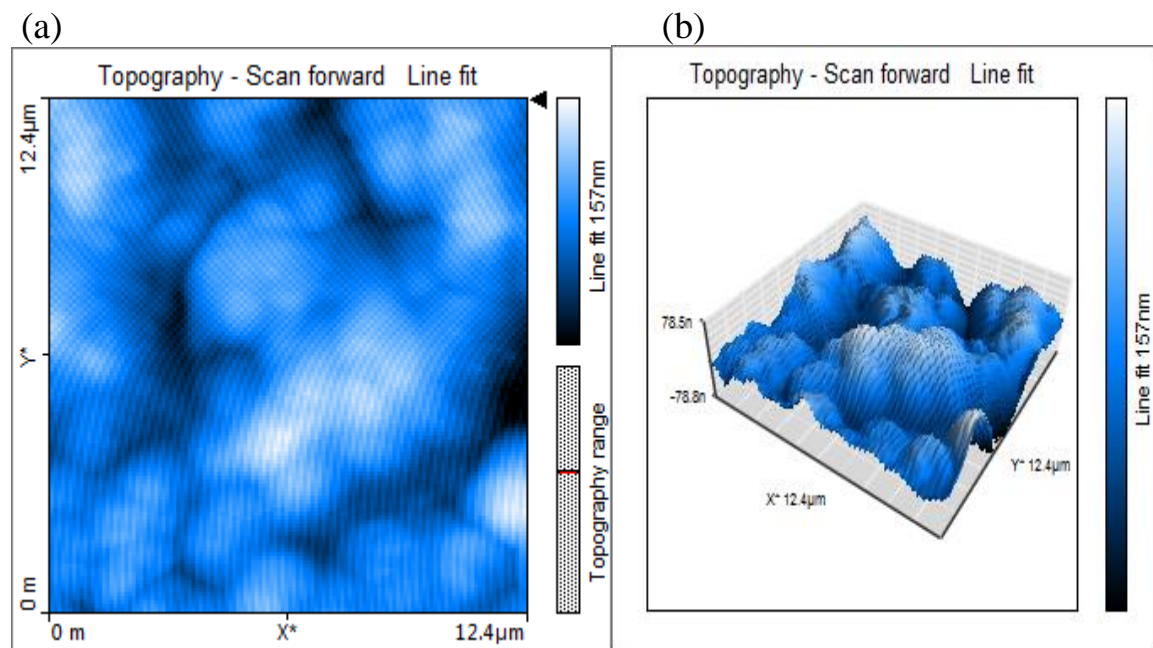 (a)
Topography - Scan forward Line fit
12.4µm
Y*
0 m
0 m
X*
12.4µm
Line fit 157nm
Topography range
(b)
Topography - Scan forward Line fit
78.5n
-78.8n
X* 12.4µm
Y* 12.4µm
Line fit 157nm